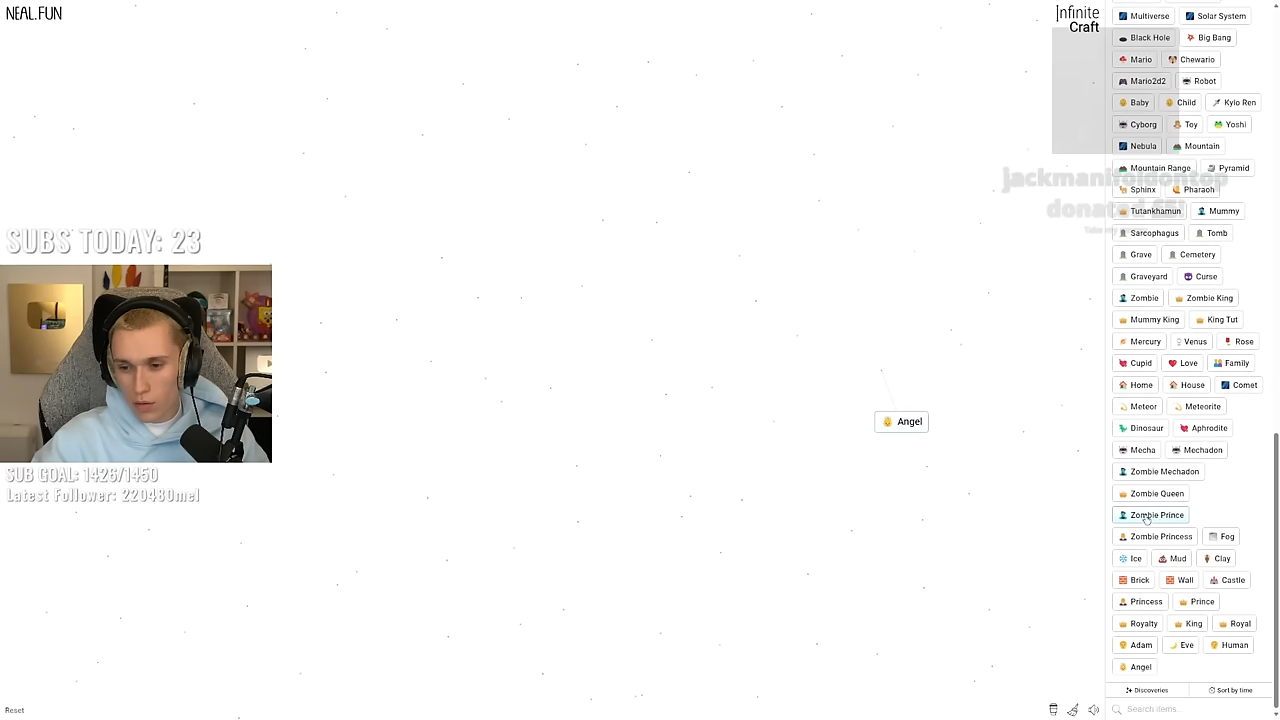 NEAL.FUN
Infinite
Craft
Multiverse Solar System
Black Hole Big Bang
Mario Chewario
Mario2d2 Robot
Baby Child Kylo Ren
Cyborg Toy Yoshi
Nebula Mountain
Mountain Range Pyramid
jackmanifoldontop
donated £5!
Sphinx Pharaoh
Tutankhamun Mummy
Sarcophagus Tomb
Grave Cemetery
Graveyard Curse
Zombie Zombie King
Mummy King King Tut
Mercury Venus Rose
Cupid Love Family
Home House Comet
Meteor Meteorite
Dinosaur Aphrodite
Mecha Mechadon
Zombie Mechadon
Zombie Queen
Zombie Prince
Zombie Princess Fog
Ice Mud Clay
Brick Wall Castle
Princess Prince
Royalty King Royal
Adam Eve Human
Angel
Discoveries Sort by time
Search items...
Angel
SUBS TODAY: 23
SUB GOAL: 1426/1450
Latest Follower: 220480mel
Reset